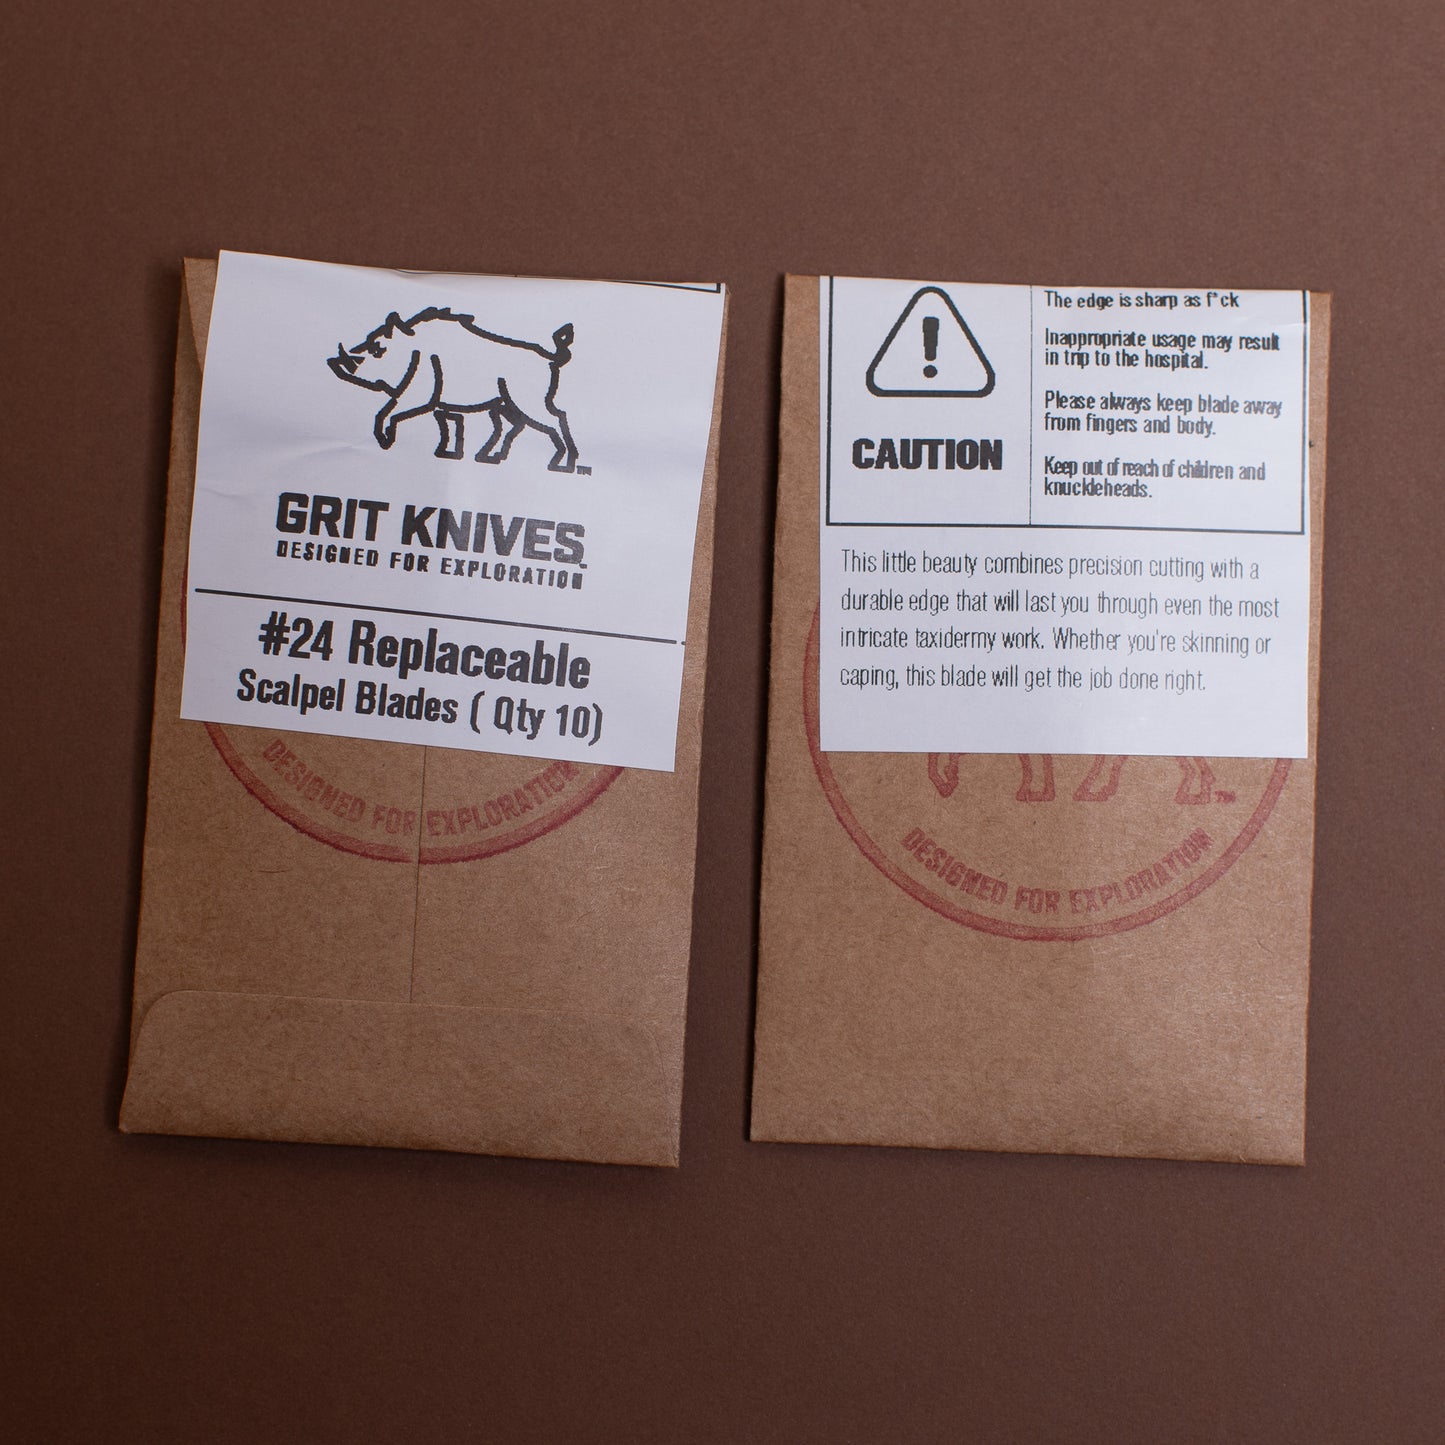 GRIT KNIVES
DESIGNED FOR EXPLORATION
#24 Replaceable
Scalpel Blades ( Qty 10)
DESIGNED FOR EXPLORATION
CAUTION
The edge is sharp as f*ck
Inappropriate usage may result
in trip to the hospital.
Please always keep blade away
from fingers and body.
Keep out of reach of children and
knuckleheads.
This little beauty combines precision cutting with a
durable edge that will last you through even the most
intricate taxidermy work. Whether you're skinning or
caping, this blade will get the job done right.
DESIGNED FOR EXPLORATION